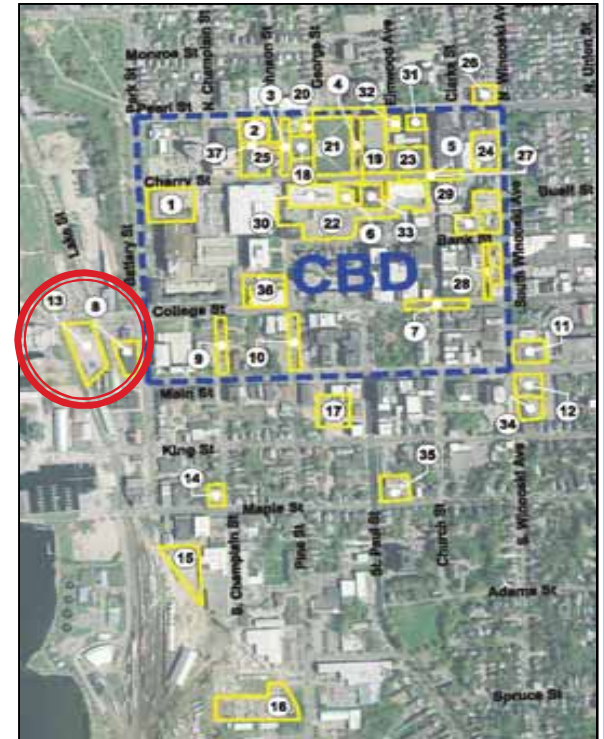 Monroe St
Pearl St
Park St
N. Champlain St
Johnson St
George St
Elmwood Ave
Clarke St
N. Winooski Ave
N. Union St
26
20
4
32
31
3
2
37
25
18
21
19
23
5
24
27
Cherry St
29
Buell St
1
30
22
6
33
Bank St
South Winooski Ave
Lake St
Battery St
CBD
28
36
7
13
8
College St
9
10
11
Main St
17
12
34
King St
14
35
Maple St
S. Champlain St
Pine St
St. Paul St
Church St
S. Winooski Ave
15
Adams St
16
Spruce St